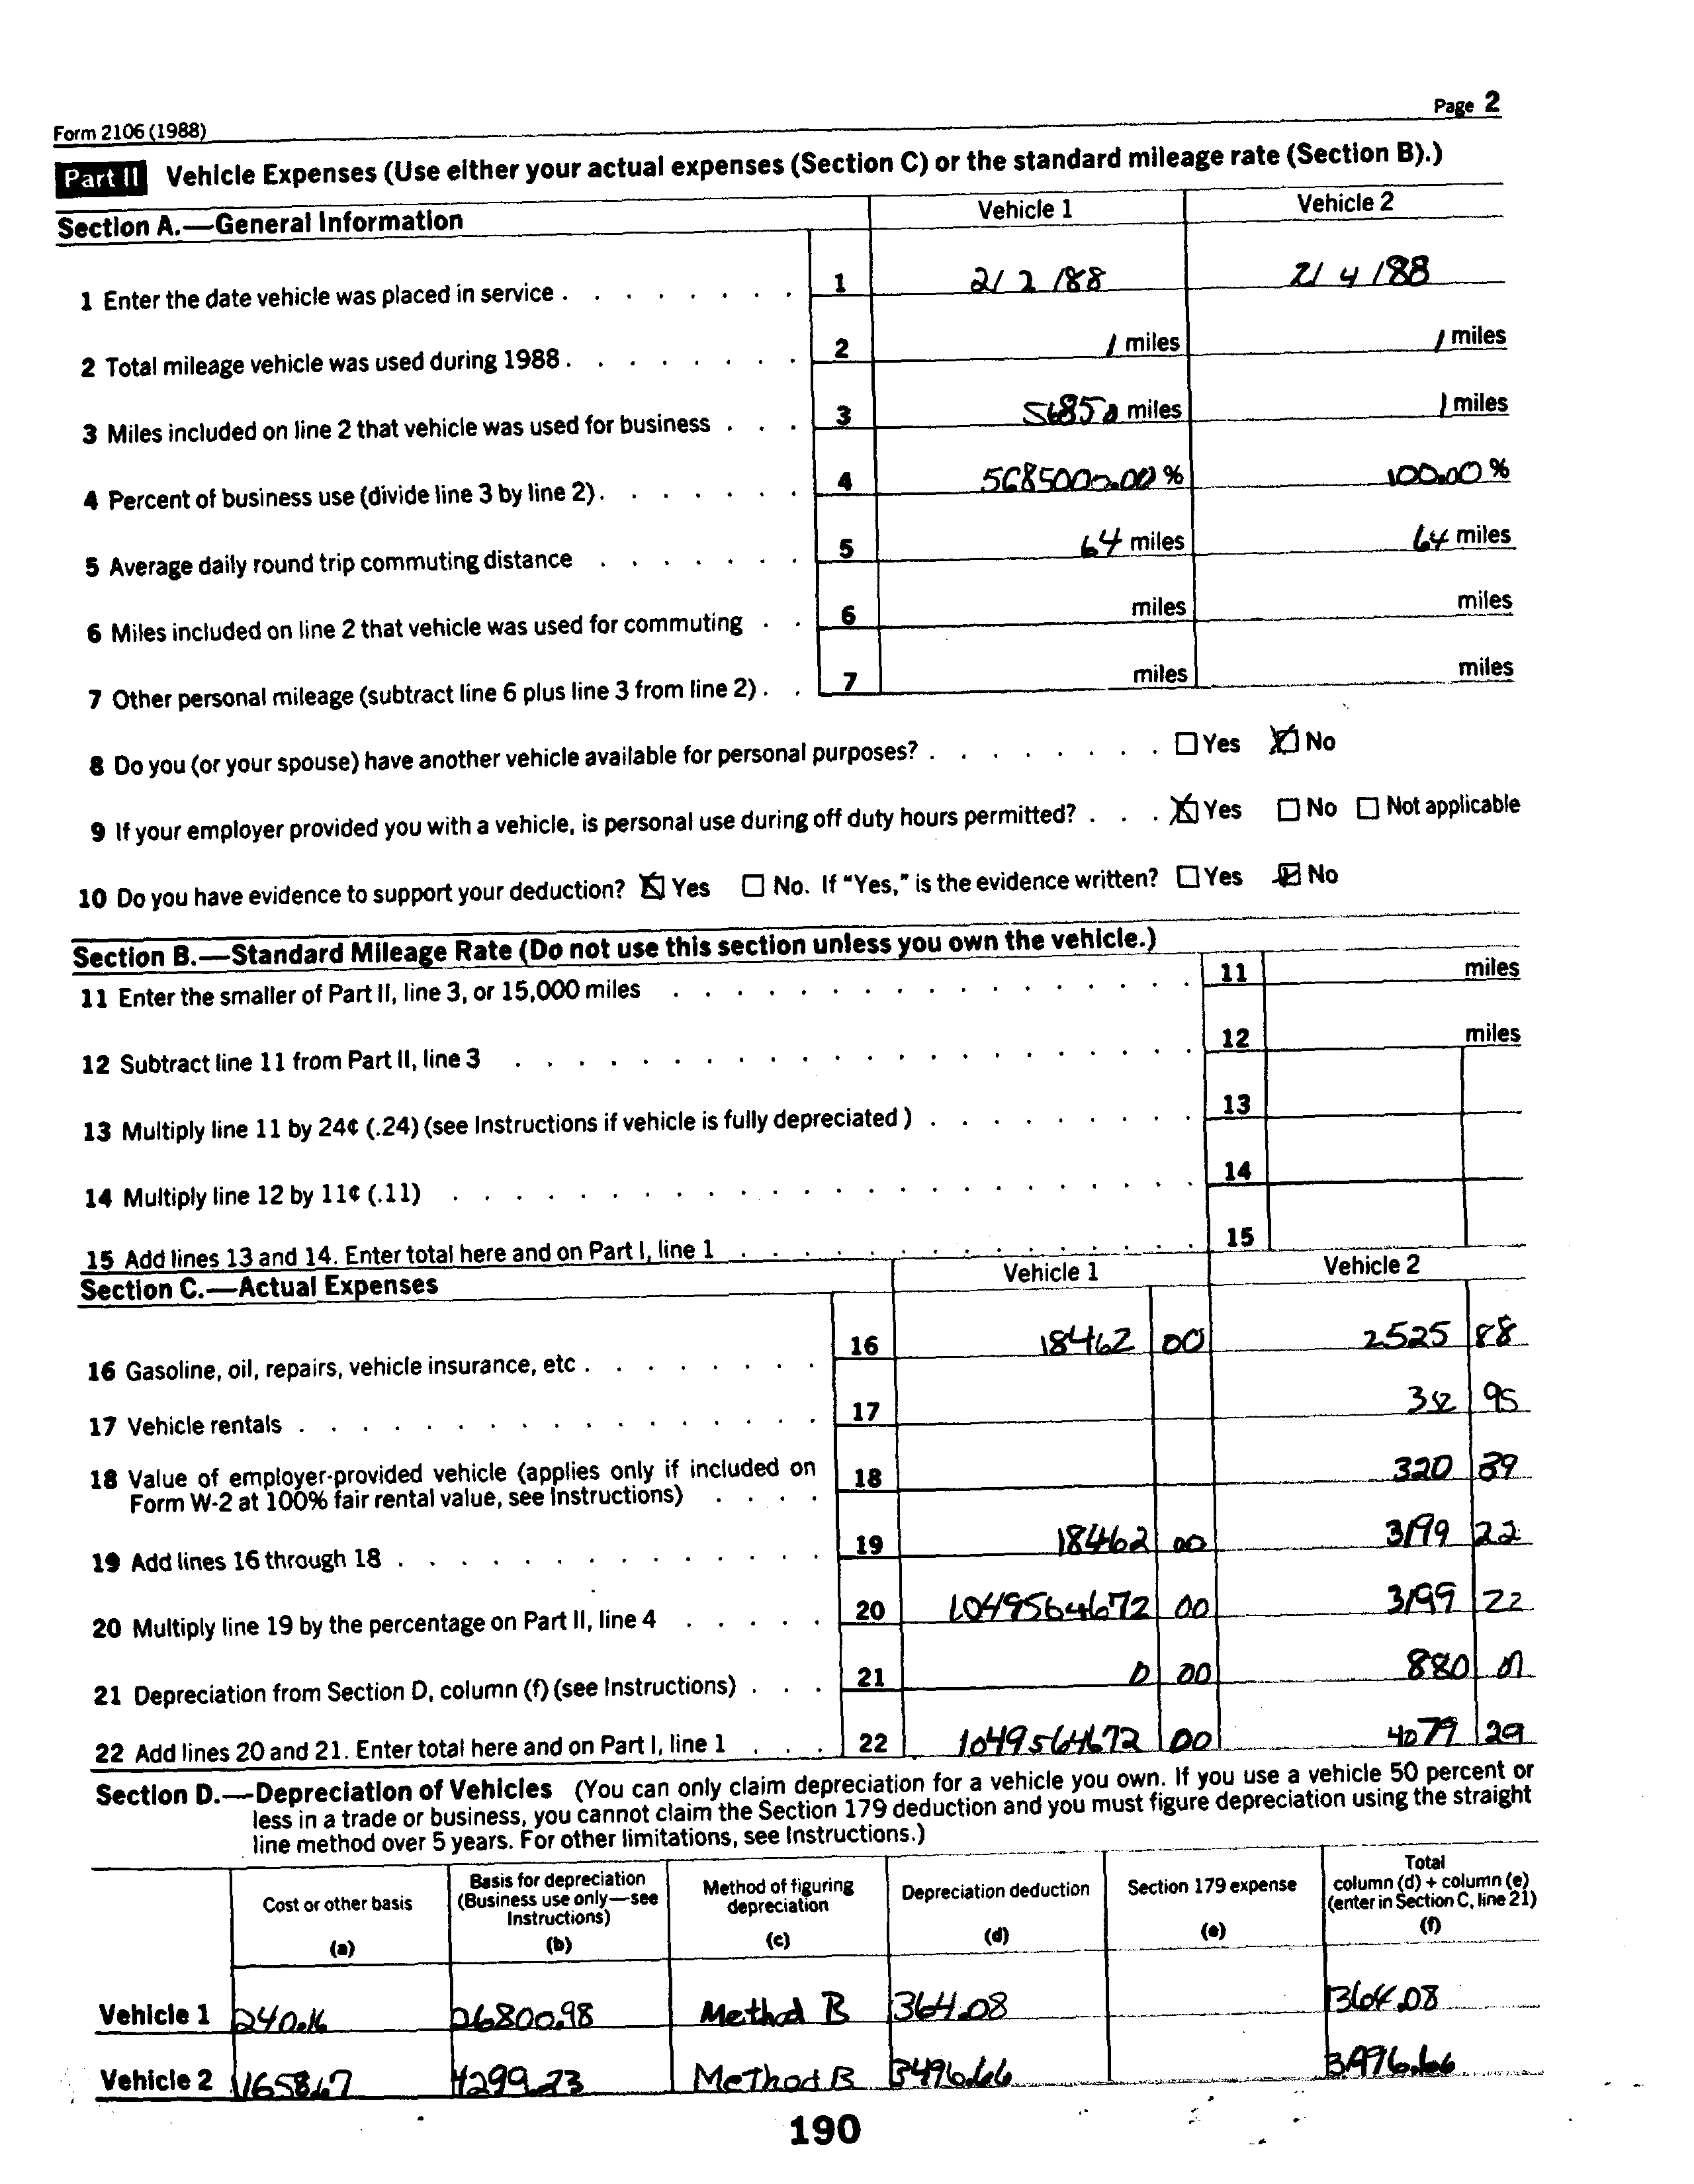 Form 2106 (1988) Page 2
Part II Vehicle Expenses (Use either your actual expenses (Section C) or the standard mileage rate (Section B).)
Section A.—General Information Vehicle 1 Vehicle 2
1 Enter the date vehicle was placed in service . . . . . . . . 1 2/ 2 /88 2/ 4 /88
2 Total mileage vehicle was used during 1988 . . . . . . . . 2 1 miles 1 miles
3 Miles included on line 2 that vehicle was used for business . . . 3 56850 miles 1 miles
4 Percent of business use (divide line 3 by line 2) . . . . . . . 4 5685000.00 % 100.00 %
5 Average daily round trip commuting distance . . . . . . . 5 64 miles 64 miles
6 Miles included on line 2 that vehicle was used for commuting . . 6 miles miles
7 Other personal mileage (subtract line 6 plus line 3 from line 2) . . 7 miles miles
8 Do you (or your spouse) have another vehicle available for personal purposes? . . . . . . . . ☐ Yes ☒ No
9 If your employer provided you with a vehicle, is personal use during off duty hours permitted? . . . ☒ Yes ☐ No ☐ Not applicable
10 Do you have evidence to support your deduction? ☒ Yes ☐ No. If "Yes," is the evidence written? ☐ Yes ☒ No
Section B.—Standard Mileage Rate (Do not use this section unless you own the vehicle.)
11 Enter the smaller of Part II, line 3, or 15,000 miles . . . . . . . . 11 miles
12 Subtract line 11 from Part II, line 3 . . . . . . . . 12 miles
13 Multiply line 11 by 24¢ (.24) (see Instructions if vehicle is fully depreciated ) . . . . . . . . . 13
14 Multiply line 12 by 11¢ (.11) . . . . . . . . 14
15 Add lines 13 and 14. Enter total here and on Part I, line 1 . . . . . . . . 15
Section C.—Actual Expenses Vehicle 1 Vehicle 2
16 Gasoline, oil, repairs, vehicle insurance, etc . . . . . . . . 16 18462 00 2525 88
17 Vehicle rentals . . . . . . . . 17 352 95
18 Value of employer-provided vehicle (applies only if included on
Form W-2 at 100% fair rental value, see Instructions) . . . . 18 320 39
19 Add lines 16 through 18 . . . . . . . . 19 18462 00 3199 22
20 Multiply line 19 by the percentage on Part II, line 4 . . . . . 20 1049564672 00 3199 22
21 Depreciation from Section D, column (f) (see Instructions) . . . 21 0 00 880 07
22 Add lines 20 and 21. Enter total here and on Part I, line 1 . . . 22 1049564672 00 4079 29
Section D.—Depreciation of Vehicles (You can only claim depreciation for a vehicle you own. If you use a vehicle 50 percent or
less in a trade or business, you cannot claim the Section 179 deduction and you must figure depreciation using the straight
line method over 5 years. For other limitations, see Instructions.)
Cost or other basis (a) Basis for depreciation (Business use only—see Instructions) (b) Method of figuring depreciation (c) Depreciation deduction (d) Section 179 expense (e) Total column (d) + column (e) (enter in Section C, line 21) (f)
Vehicle 1 240.16 26800.98 Method B 364.08 364.08
Vehicle 2 1658.67 4299.23 Method B 3496.66 3496.66
190